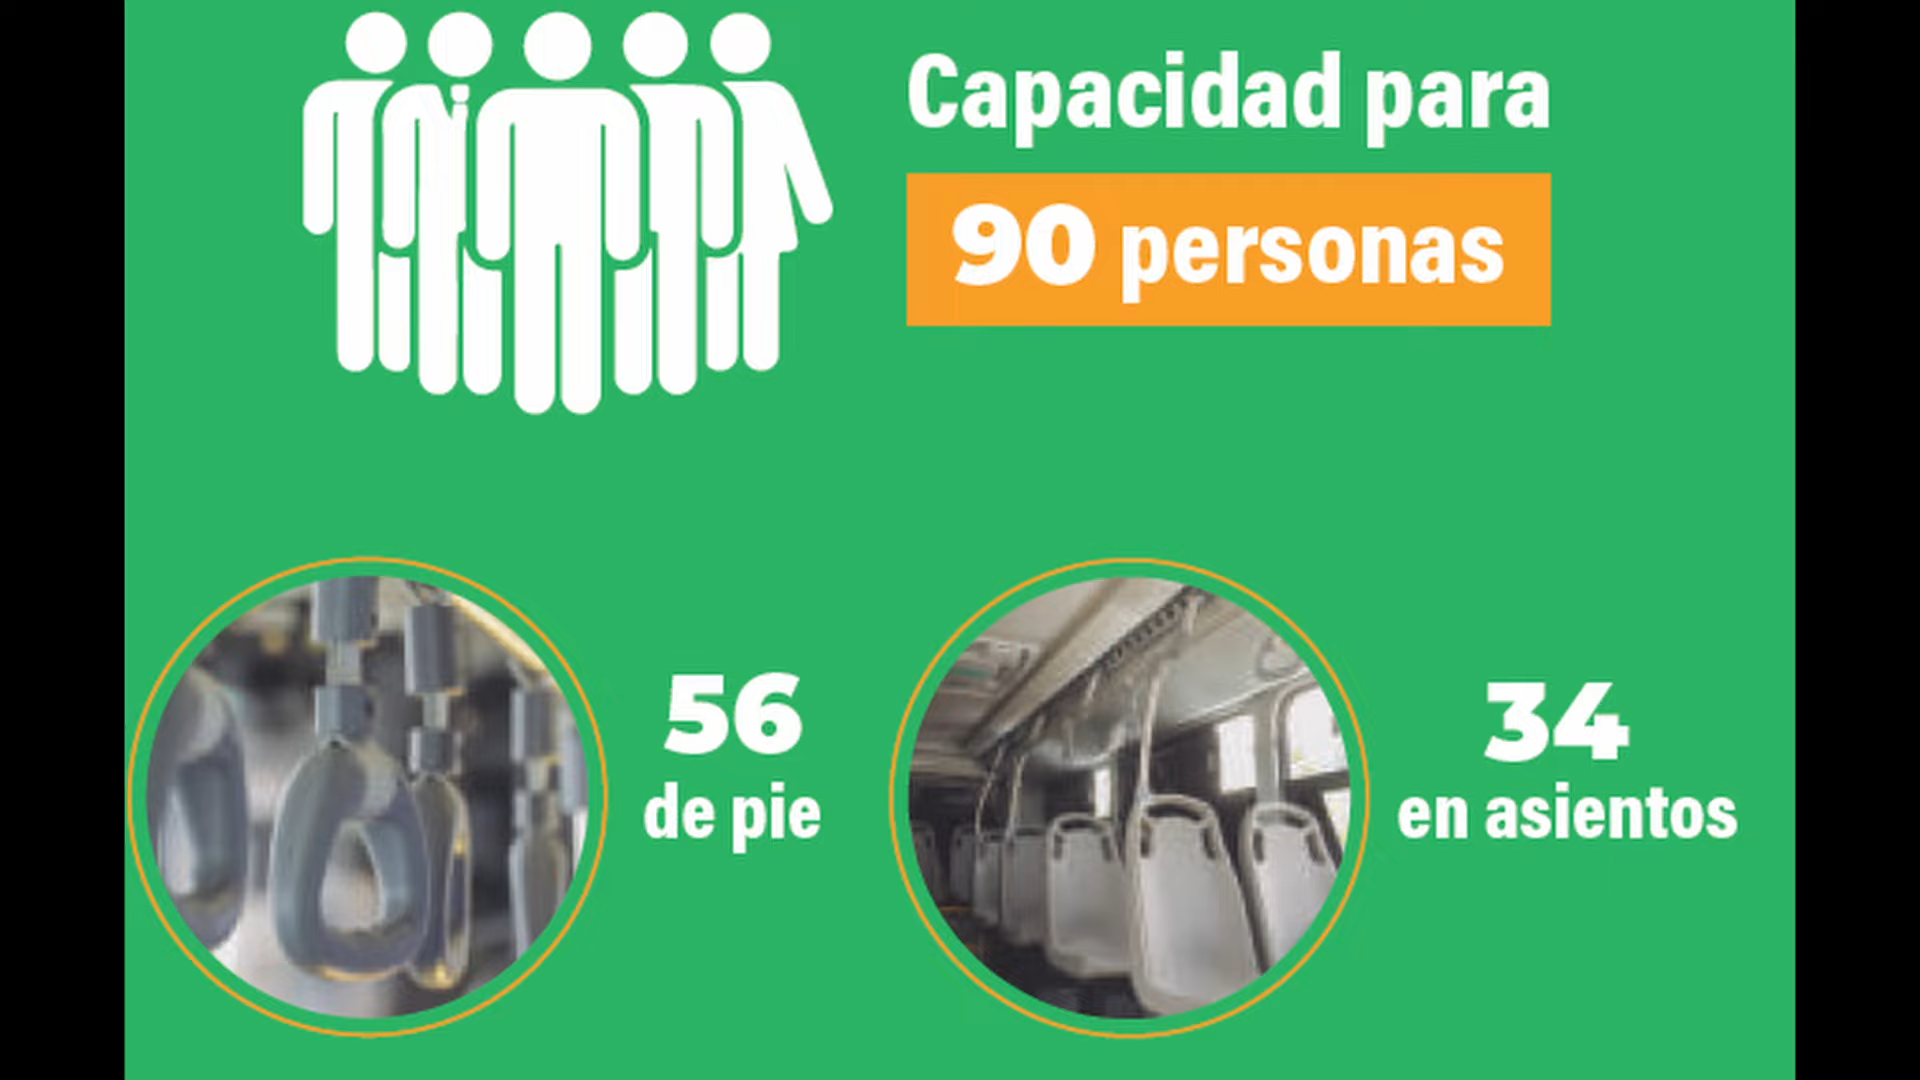 Capacidad para
90 personas
56
de pie
34
en asientos